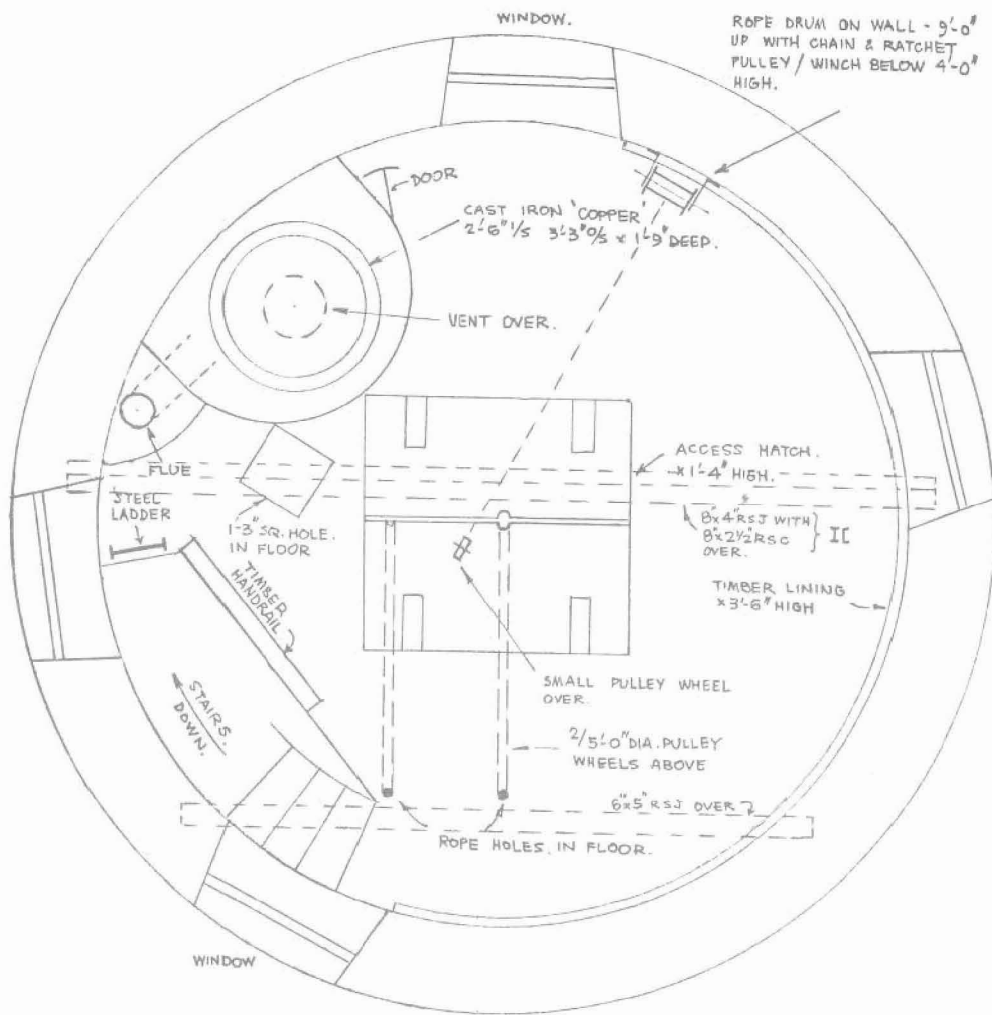 WINDOW.
ROPE DRUM ON WALL - 9'-0"
UP WITH CHAIN & RATCHET
PULLEY / WINCH BELOW 4'-0"
HIGH.
DOOR
CAST IRON 'COPPER'
2'-6" I/S 3'-3" O/S x 1'-9" DEEP.
VENT OVER.
FLUE
STEEL
LADDER
1'-3" SQ. HOLE.
IN FLOOR
ACCESS HATCH.
x 1'-4" HIGH.
8"x4" RSJ WITH
8"x2½" RSC
OVER.
TIMBER
HANDRAIL
TIMBER LINING
x 3'-6" HIGH
STAIRS.
DOWN.
SMALL PULLEY WHEEL
OVER.
2/5'-0" DIA. PULLEY
WHEELS ABOVE
6"x5" RSJ OVER
ROPE HOLES. IN FLOOR.
WINDOW